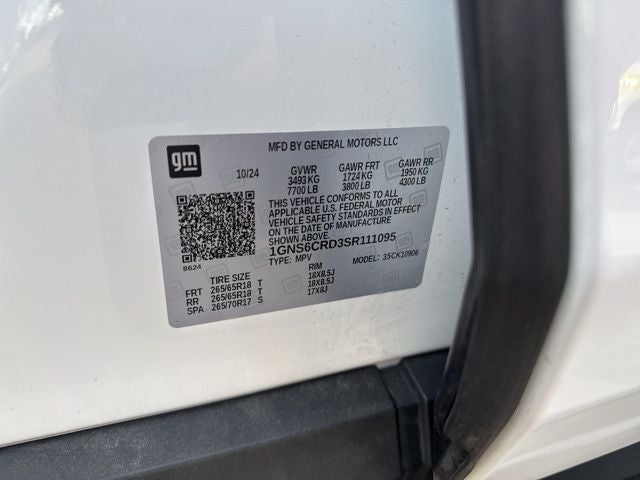 MFD BY GENERAL MOTORS LLC
gm
10/24
GVWR GAWR FRT GAWR RR
3493 KG 1724 KG 1950 KG
7700 LB 3800 LB 4300 LB
THIS VEHICLE CONFORMS TO ALL
APPLICABLE U.S. FEDERAL MOTOR
VEHICLE SAFETY STANDARDS IN EFFECT
ON THE DATE OF MANUFACTURE
SHOWN ABOVE.
1GNS6CRD3SR111095
TYPE: MPV MODEL: 35CK10906
8624
TIRE SIZE RIM
FRT 265/65R18 T 18X8.5J
RR 265/65R18 T 18X8.5J
SPA 265/70R17 S 17X8J